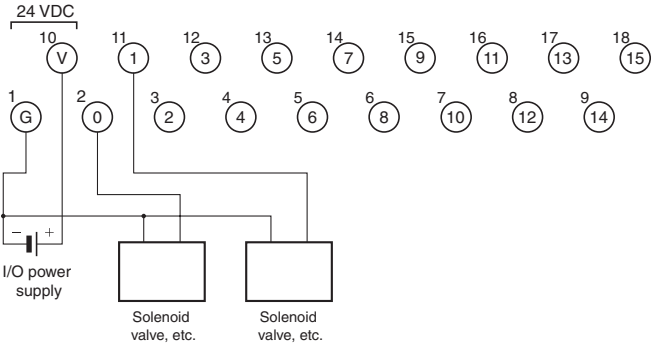 24 VDC
10 11 12 13 14 15 16 17 18
V 1 3 5 7 9 11 13 15
1 2 3 4 5 6 7 8 9
G 0 2 4 6 8 10 12 14
− +
I/O power
supply
Solenoid
valve, etc.
Solenoid
valve, etc.